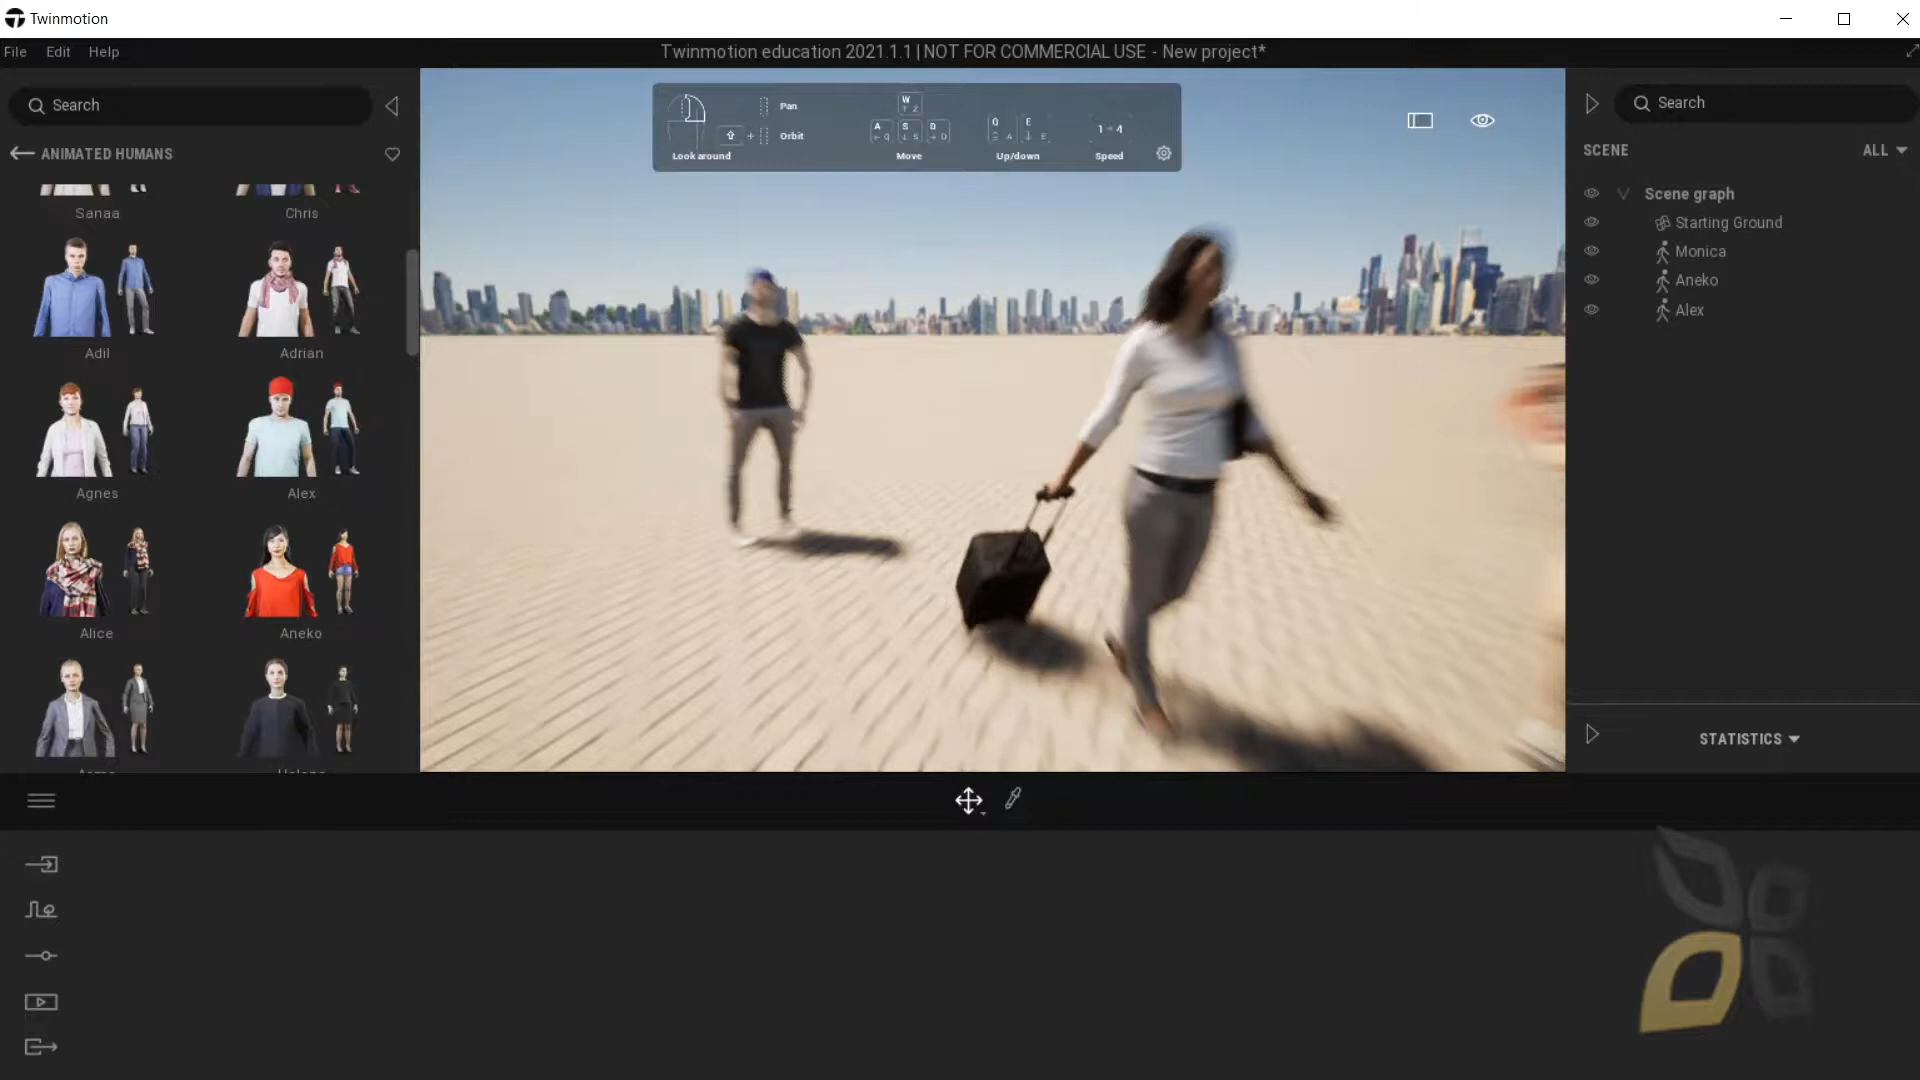 Twinmotion
File Edit Help
Twinmotion education 2021.1.1 | NOT FOR COMMERCIAL USE - New project*
Search
ANIMATED HUMANS
Sanaa Chris
Adil Adrian
Agnes Alex
Alice Aneko
Pan
Orbit
Look around
W
A S D
Move
Q E
Up/down
1 4
Speed
Search
SCENE ALL
Scene graph
Starting Ground
Monica
Aneko
Alex
STATISTICS